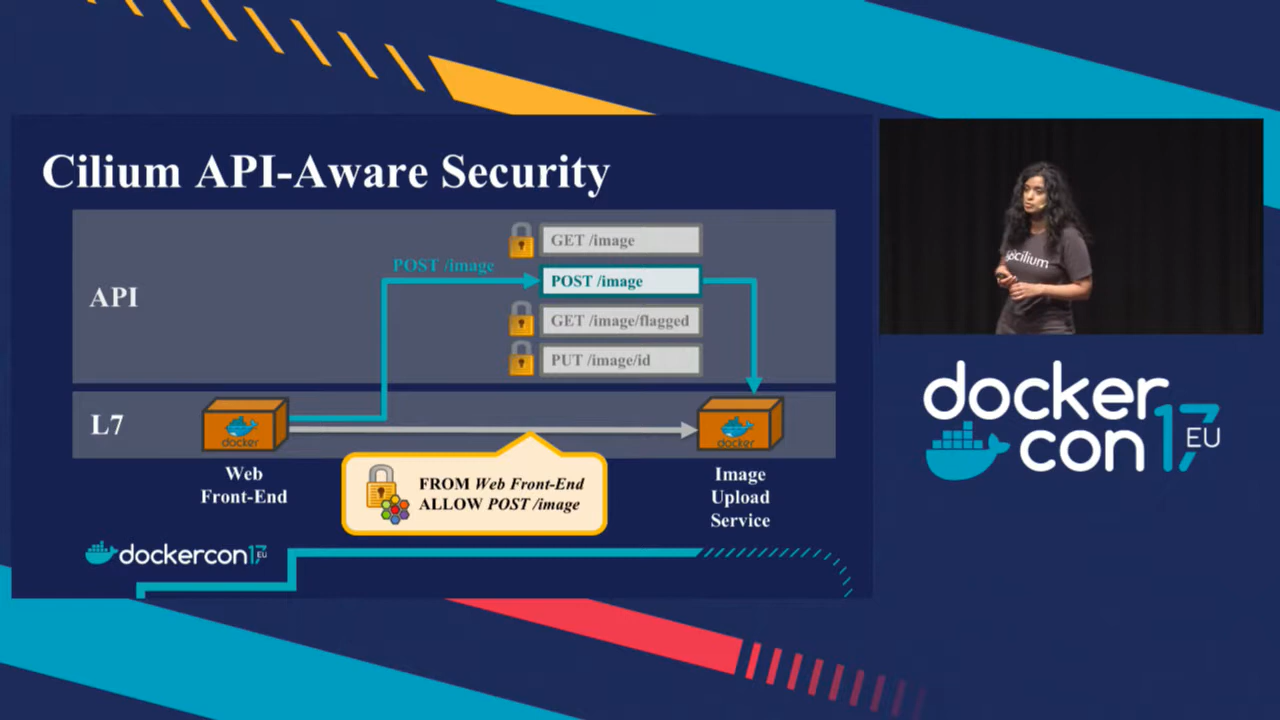 Cilium API-Aware Security
API
POST /image
GET /image
POST /image
GET /image/flagged
PUT /image/id
L7
docker
docker
Web
Front-End
FROM Web Front-End
ALLOW POST /image
Image
Upload
Service
dockercon17
EU
cilium
docker
con 17
EU